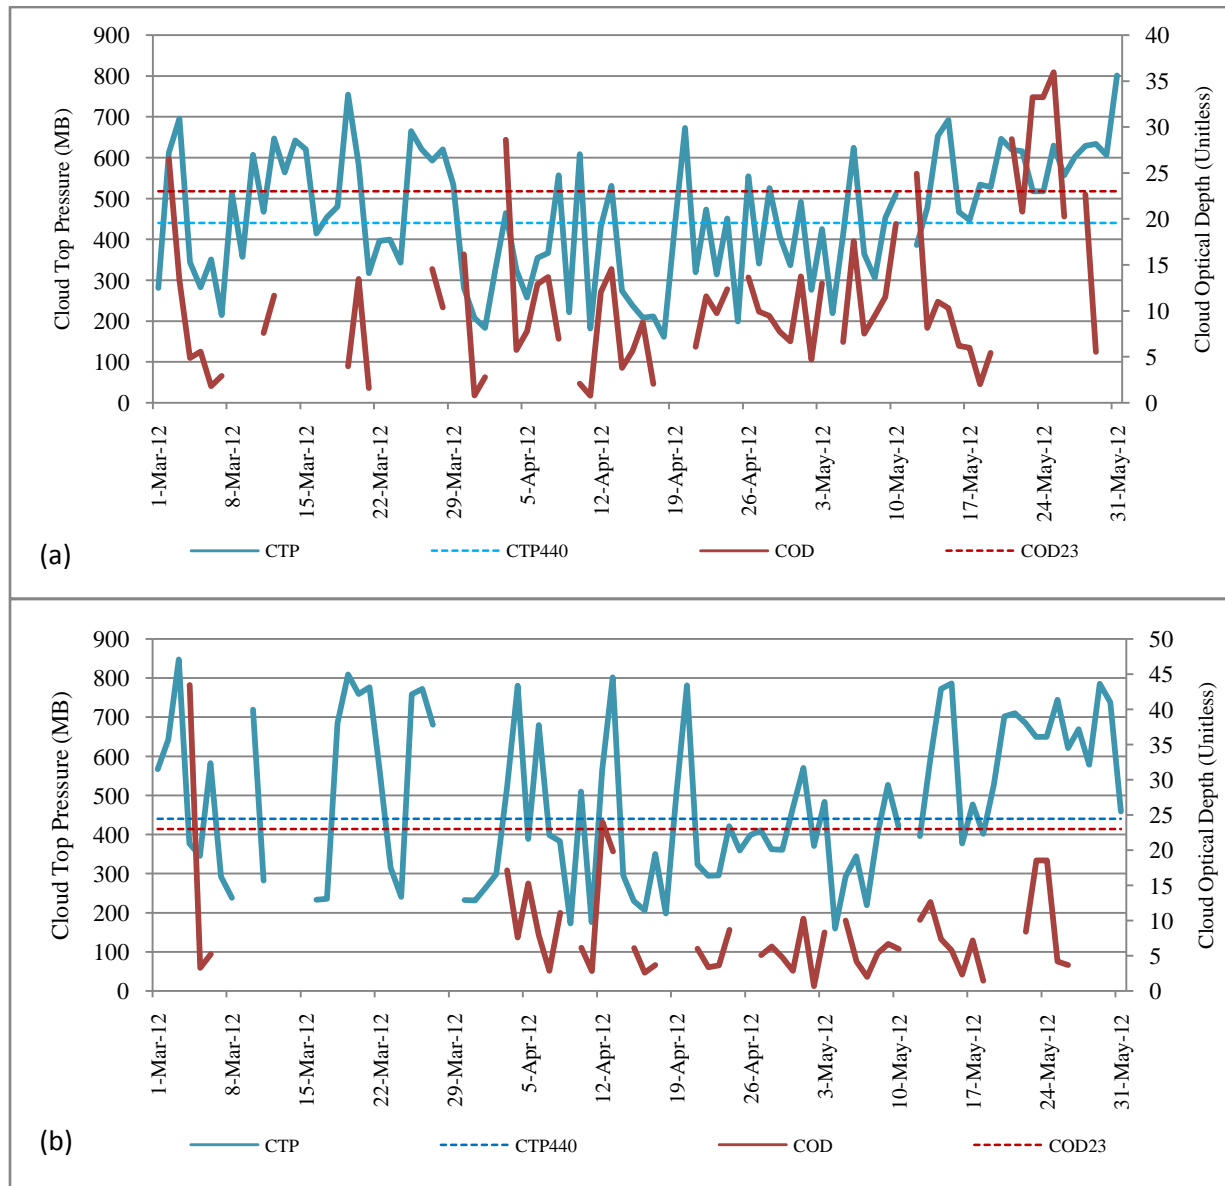 900
800
700
600
500
400
300
200
100
0
Cloud Top Pressure (MB)
40
35
30
25
20
15
10
5
0
Cloud Optical Depth (Unitless)
1-Mar-12
8-Mar-12
15-Mar-12
22-Mar-12
29-Mar-12
5-Apr-12
12-Apr-12
19-Apr-12
26-Apr-12
3-May-12
10-May-12
17-May-12
24-May-12
31-May-12
(a)
CTP CTP440 COD COD23
900
800
700
600
500
400
300
200
100
0
Cloud Top Pressure (MB)
50
45
40
35
30
25
20
15
10
5
0
Cloud Optical Depth (Unitless)
1-Mar-12
8-Mar-12
15-Mar-12
22-Mar-12
29-Mar-12
5-Apr-12
12-Apr-12
19-Apr-12
26-Apr-12
3-May-12
10-May-12
17-May-12
24-May-12
31-May-12
(b)
CTP CTP440 COD COD23